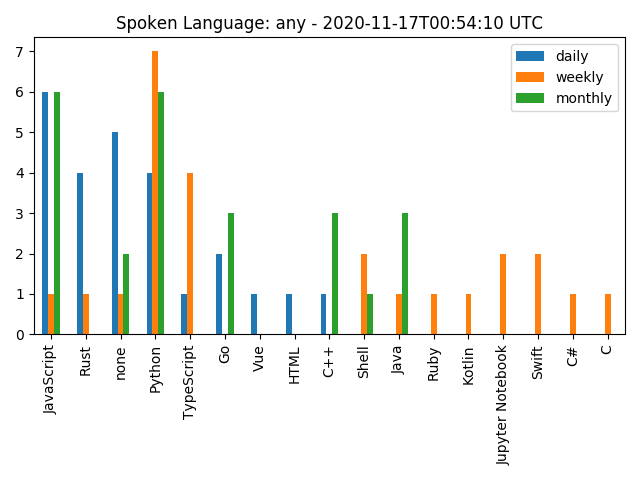 Spoken Language: any - 2020-11-17T00:54:10 UTC
daily
weekly
monthly
7
6
5
4
3
2
1
0
JavaScript
Rust
none
Python
TypeScript
Go
Vue
HTML
C++
Shell
Java
Ruby
Kotlin
Jupyter Notebook
Swift
C#
C